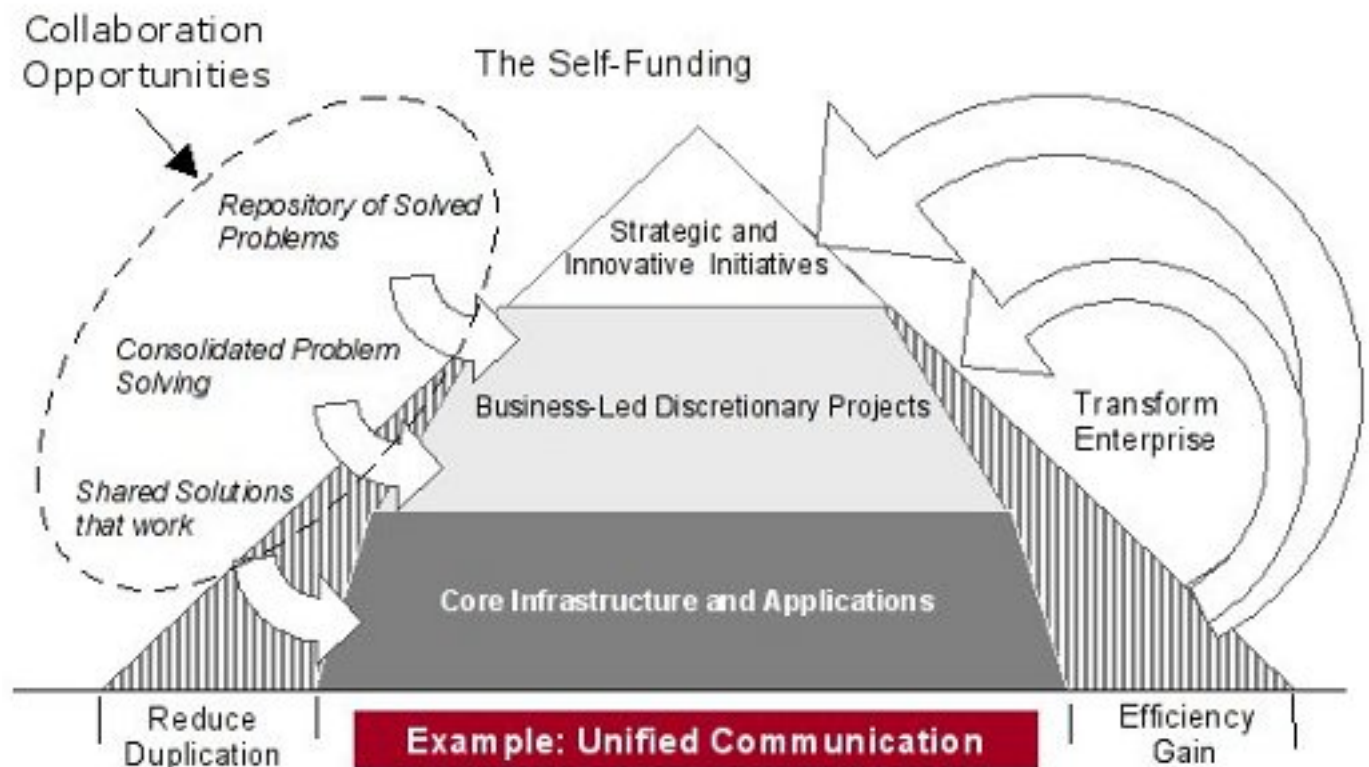 Collaboration
Opportunities
The Self-Funding
Repository of Solved
Problems
Strategic and
Innovative Initiatives
Consolidated Problem
Solving
Business-Led Discretionary Projects
Transform
Enterprise
Shared Solutions
that work
Core Infrastructure and Applications
Reduce
Duplication
Example: Unified Communication
Efficiency
Gain